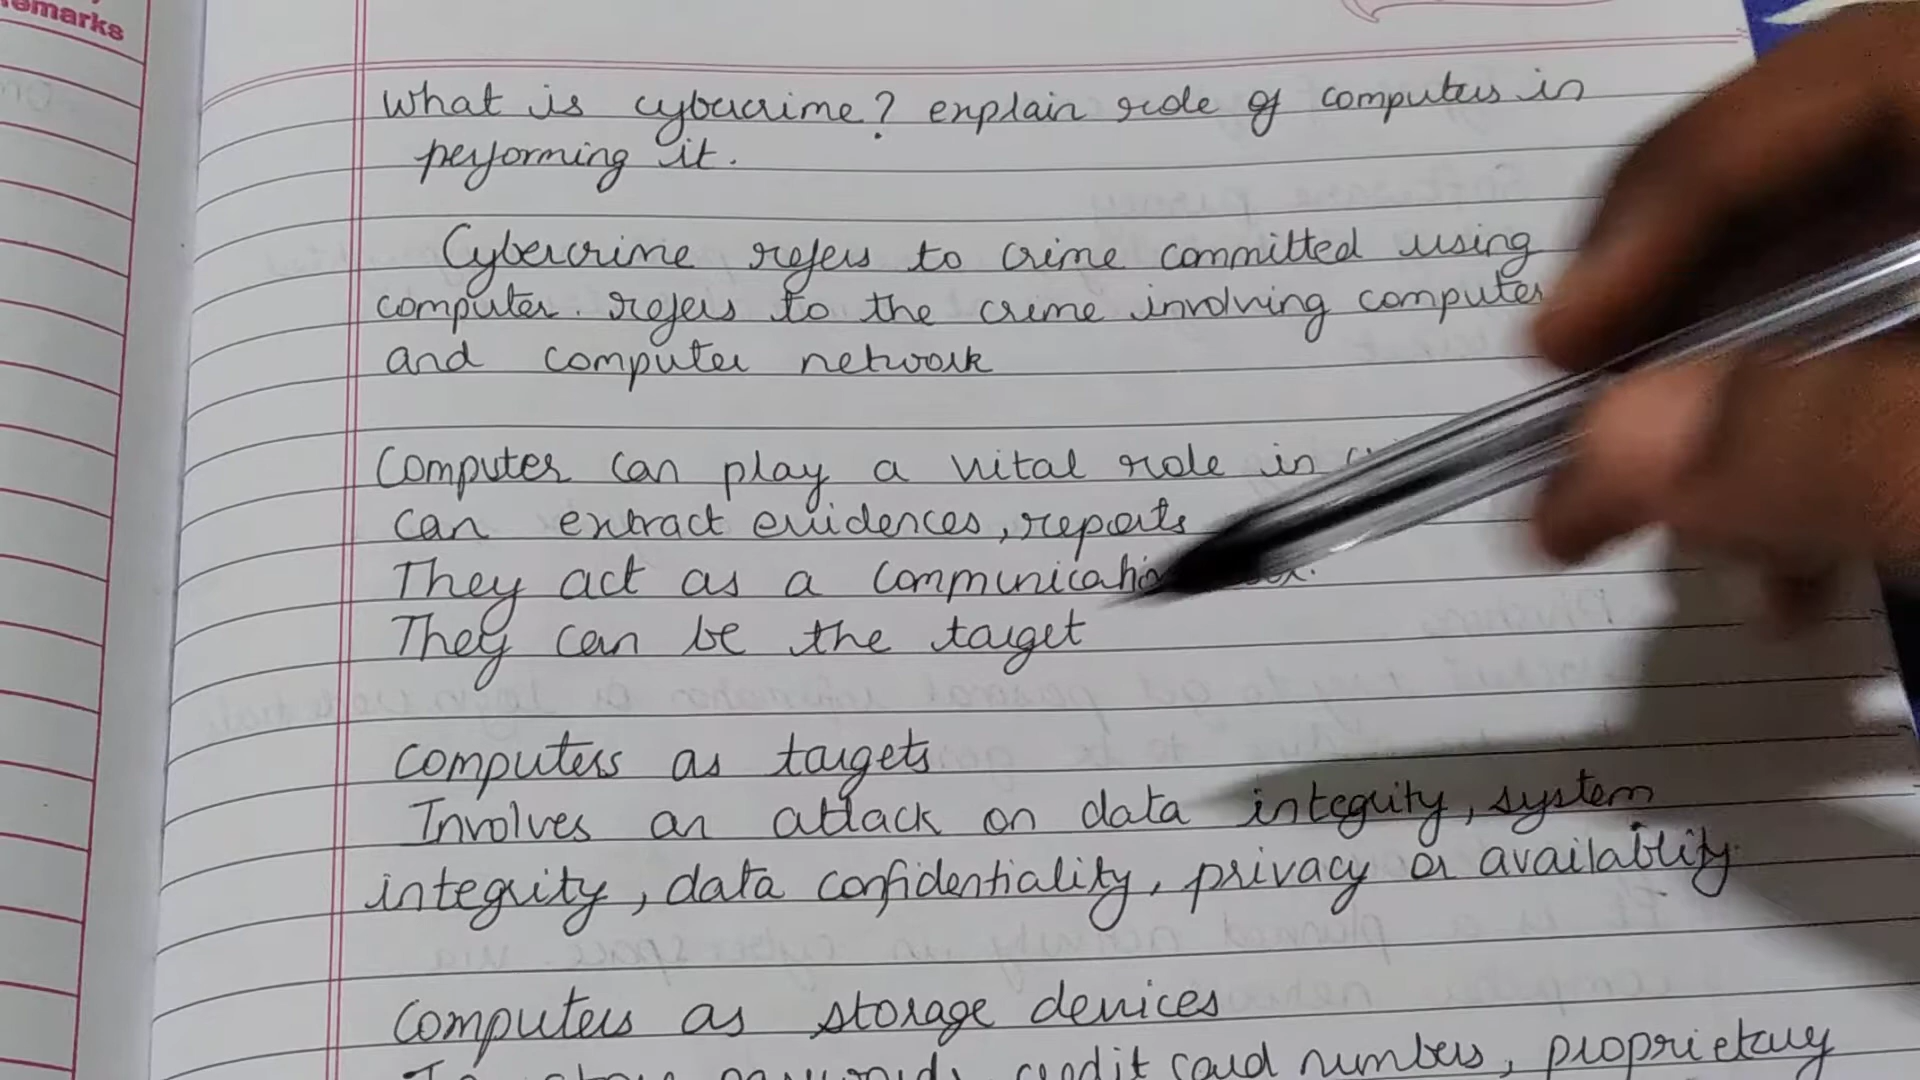 emarks
What is cybercrime? explain role of computers in
performing it.
Cybercrime refers to crime committed using
computer. refers to the crime involving computer
and computer network
Computer can play a vital role in
can extract evidences, reports
They act as a communication
They can be the target
Computers as targets
Involves an attack on data integrity, system
integrity, data confidentiality, privacy or availablity.
Computers as storage devices
credit card numbers, proprietary